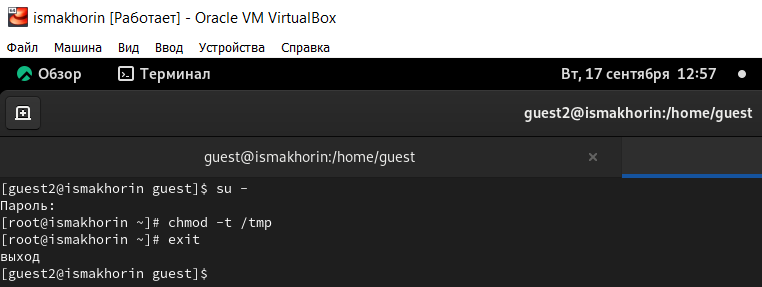 ismakhorin [Работает] - Oracle VM VirtualBox
Файл Машина Вид Ввод Устройства Справка
Обзор Терминал Вт, 17 сентября 12:57
guest2@ismakhorin:/home/guest
guest@ismakhorin:/home/guest ×
[guest2@ismakhorin guest]$ su -
Пароль:
[root@ismakhorin ~]# chmod -t /tmp
[root@ismakhorin ~]# exit
выход
[guest2@ismakhorin guest]$